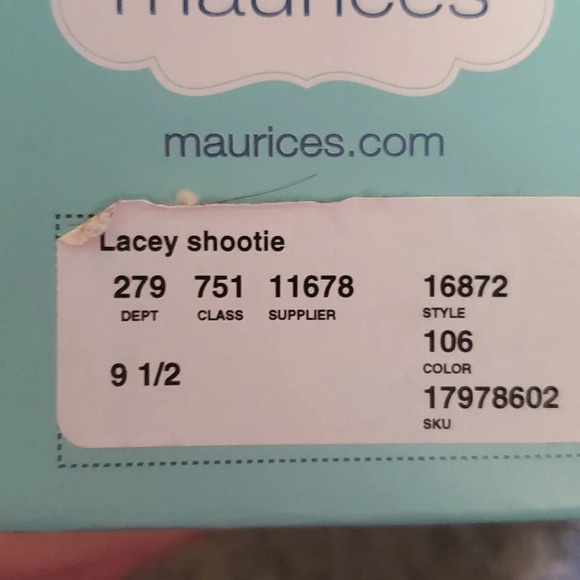 maurices
maurices.com
Lacey shootie
279 751 11678 16872
DEPT CLASS SUPPLIER STYLE
106
COLOR
9 1/2
17978602
SKU